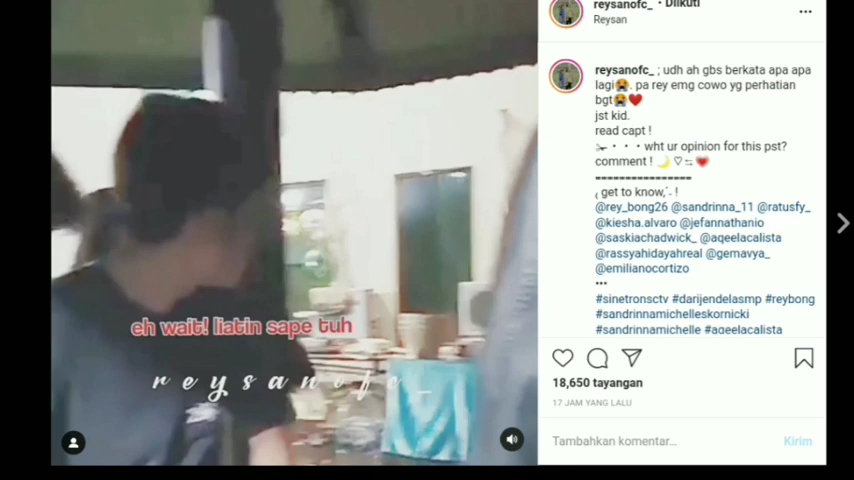 eh wait! liatin sape tuh
reysanofc_
reysanofc_ • Diikuti
Reysan
reysanofc_ ; udh ah gbs berkata apa apa
lagi😭. pa rey emg cowo yg perhatian
bgt😭❤️
jst kid.
read capt !
wht ur opinion for this pst?
comment ! 🌙 ♡
get to know, !
@rey_bong26 @sandrinna_11 @ratusfy_
@kiesha.alvaro @jefannathanio
@saskiachadwick_ @aqeelacalista
@rassyahidayahreal @gemavya_
@emilianocortizo
•••
#sinetronsctv #darijendelasmp #reybong
#sandrinnamichelleskornicki
#sandrinnamichelle #aqeelacalista
18,650 tayangan
17 JAM YANG LALU
Tambahkan komentar...
Kirim